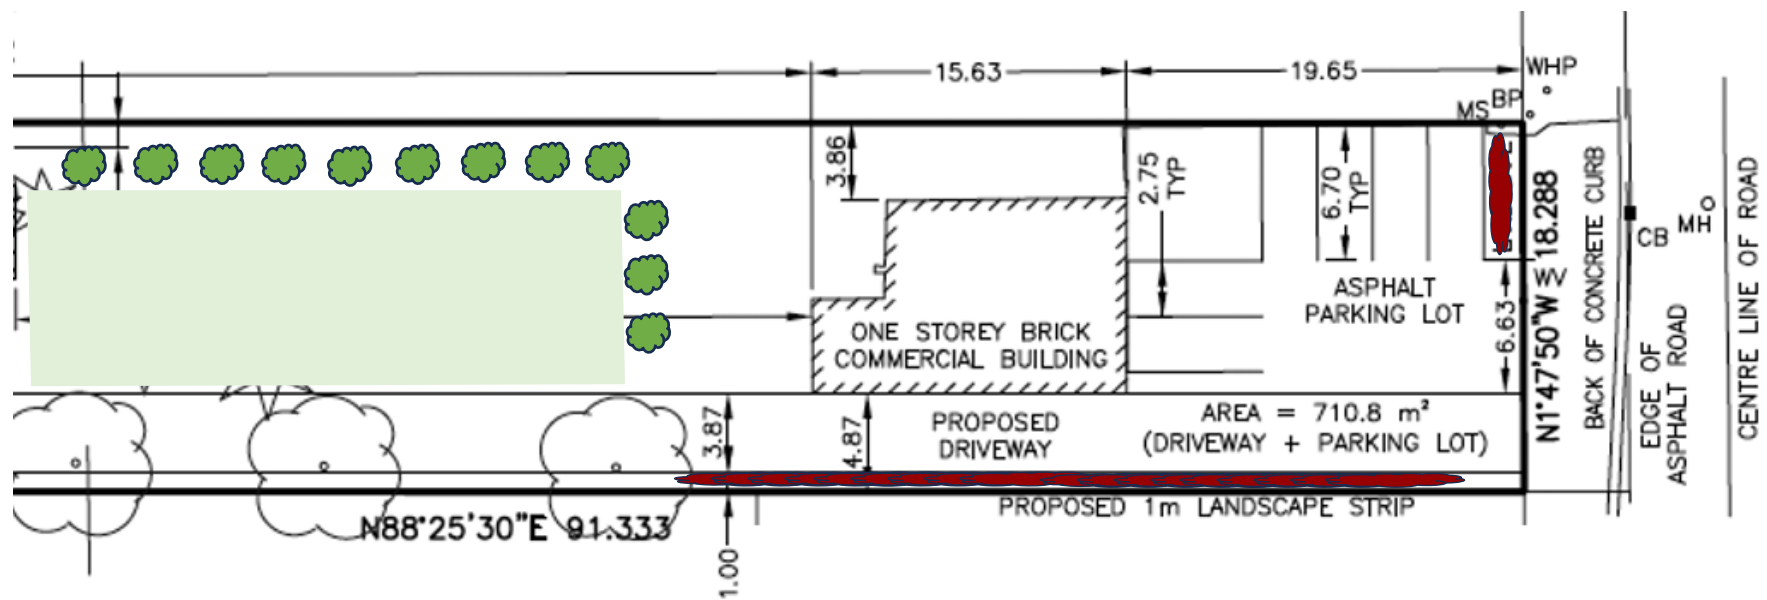 15.63
19.65
WHP
MS
BP
3.86
2.75
TYP
6.70
TYP
N1°47'50"W
18.288
WV
6.63
ASPHALT
PARKING LOT
ONE STOREY BRICK
COMMERCIAL BUILDING
BACK OF CONCRETE CURB
CB
MH
EDGE OF
ASPHALT ROAD
CENTRE LINE OF ROAD
3.87
4.87
PROPOSED
DRIVEWAY
AREA = 710.8 m²
(DRIVEWAY + PARKING LOT)
PROPOSED 1m LANDSCAPE STRIP
N88°25'30"E 91.333
1.00